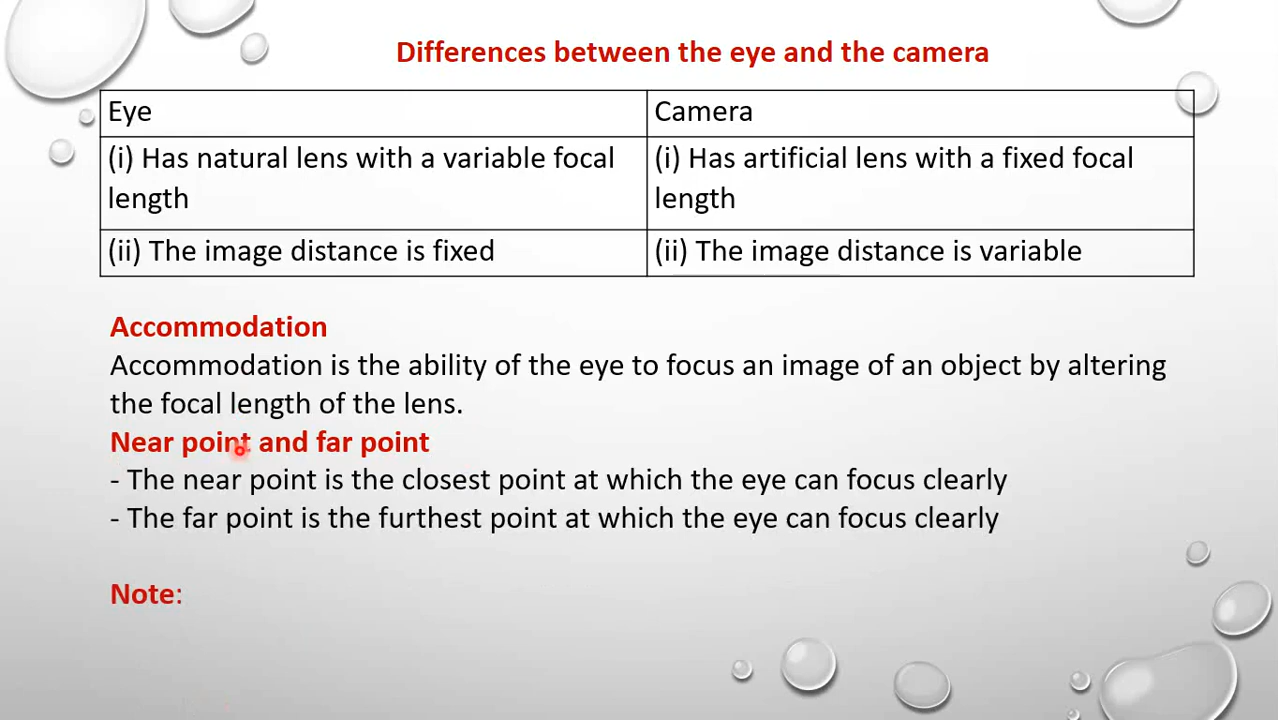 Differences between the eye and the camera
Eye
Camera
(i) Has natural lens with a variable focal
length
(i) Has artificial lens with a fixed focal
length
(ii) The image distance is fixed
(ii) The image distance is variable
Accommodation
Accommodation is the ability of the eye to focus an image of an object by altering
the focal length of the lens.
Near point and far point
- The near point is the closest point at which the eye can focus clearly
- The far point is the furthest point at which the eye can focus clearly
Note: